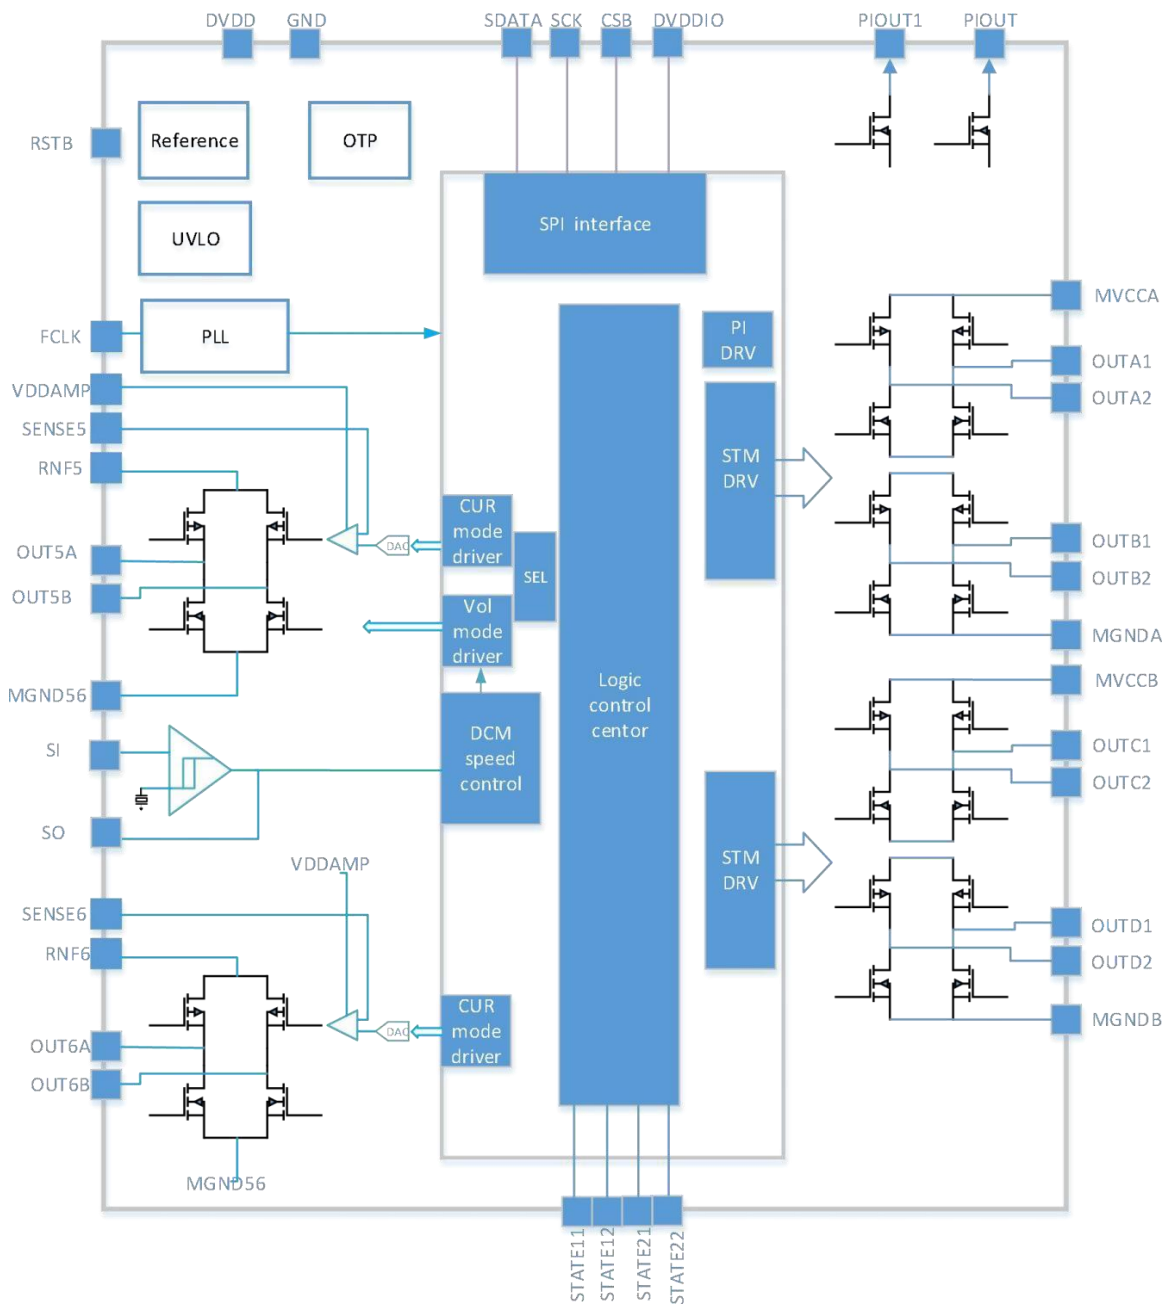 DVDD
GND
SDATA
SCK
CSB
DVDDIO
PIOUT1
PIOUT
RSTB
Reference
OTP
UVLO
SPI interface
FCLK
PLL
VDDAMP
SENSE5
RNF5
OUT5A
OUT5B
MGND56
SI
SO
VDDAMP
SENSE6
RNF6
OUT6A
OUT6B
MGND56
DAC
CUR
mode
driver
SEL
Vol
mode
driver
DCM
speed
control
DAC
CUR
mode
driver
Logic
control
centor
PI
DRV
STM
DRV
STM
DRV
MVCCA
OUTA1
OUTA2
OUTB1
OUTB2
MGNDA
MVCCB
OUTC1
OUTC2
OUTD1
OUTD2
MGNDB
STATE11
STATE12
STATE21
STATE22